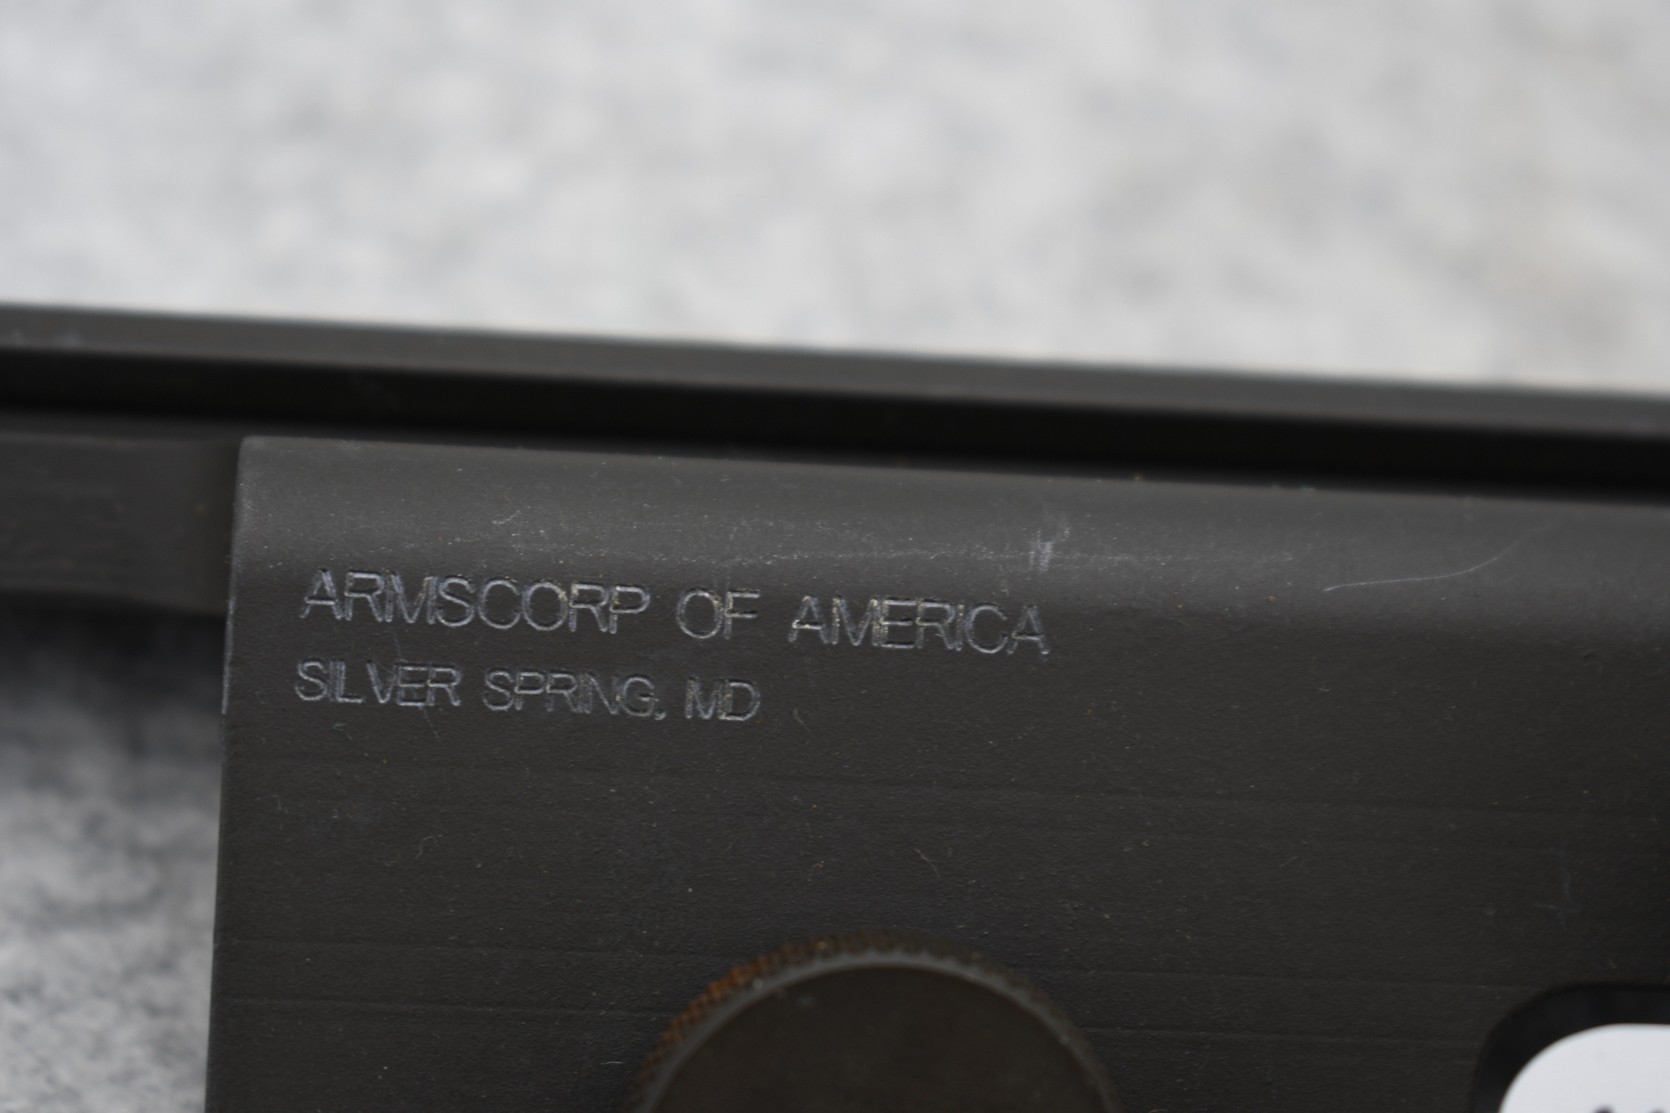 ARMSCORP OF AMERICA
SILVER SPRING, MD